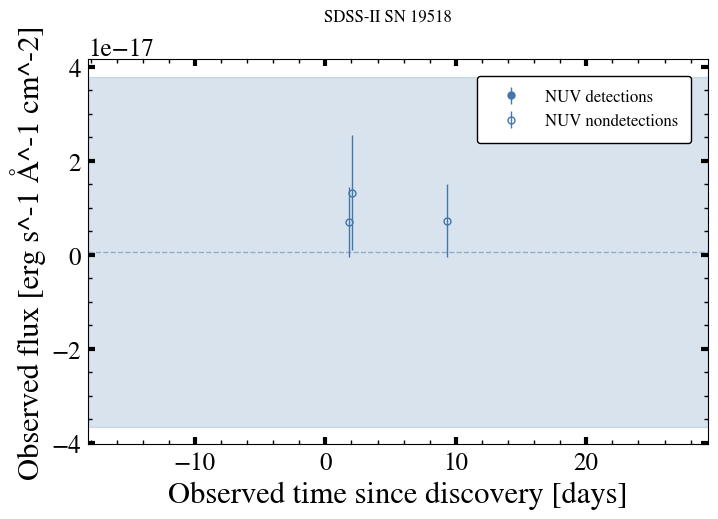 SDSS-II SN 19518
1e−17
4
2
0
−2
−4
Observed flux [erg s^-1 Å^-1 cm^-2]
NUV detections
NUV nondetections
−10 0 10 20
Observed time since discovery [days]